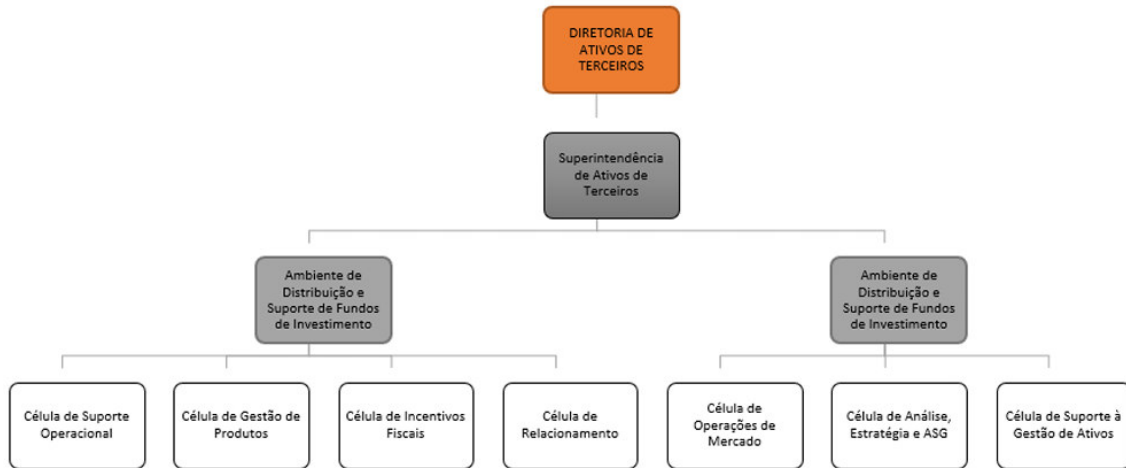 DIRETORIA DE
ATIVOS DE
TERCEIROS
Superintendência
de Ativos de
Terceiros
Ambiente de
Distribuição e
Suporte de Fundos
de Investimento
Ambiente de
Distribuição e
Suporte de Fundos
de Investimento
Célula de Suporte
Operacional
Célula de Gestão de
Produtos
Célula de Incentivos
Fiscais
Célula de
Relacionamento
Célula de
Operações de
Mercado
Célula de Análise,
Estratégia e ASG
Célula de Suporte à
Gestão de Ativos